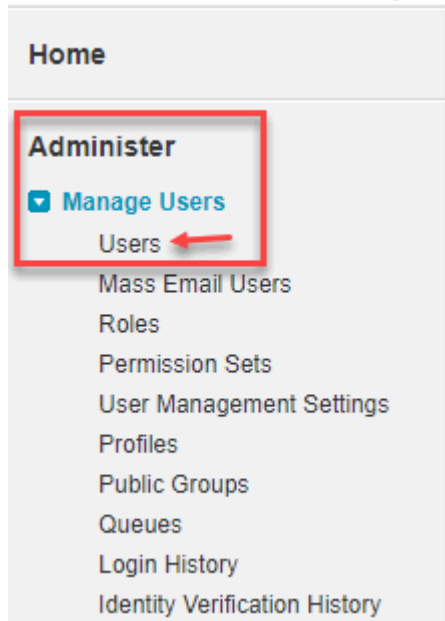 Home
Administer
Manage Users
Users
Mass Email Users
Roles
Permission Sets
User Management Settings
Profiles
Public Groups
Queues
Login History
Identity Verification History